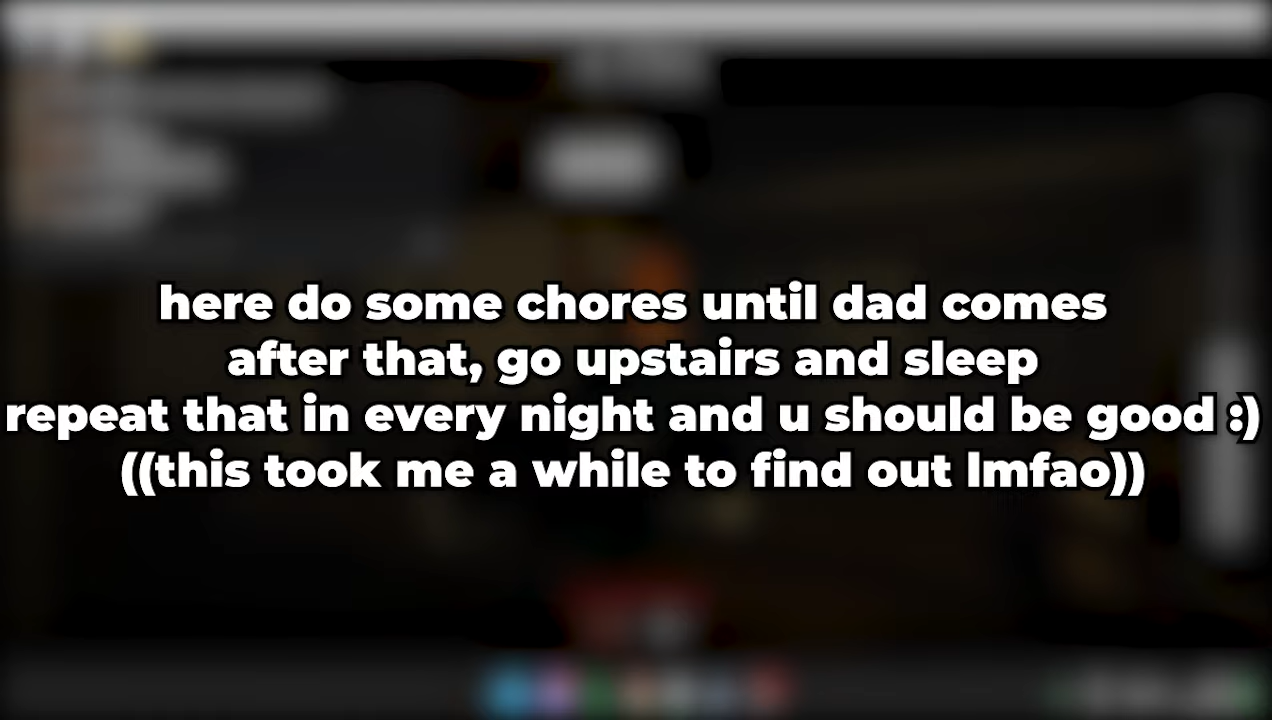 here do some chores until dad comes
after that, go upstairs and sleep
repeat that in every night and u should be good :)
((this took me a while to find out lmfao))